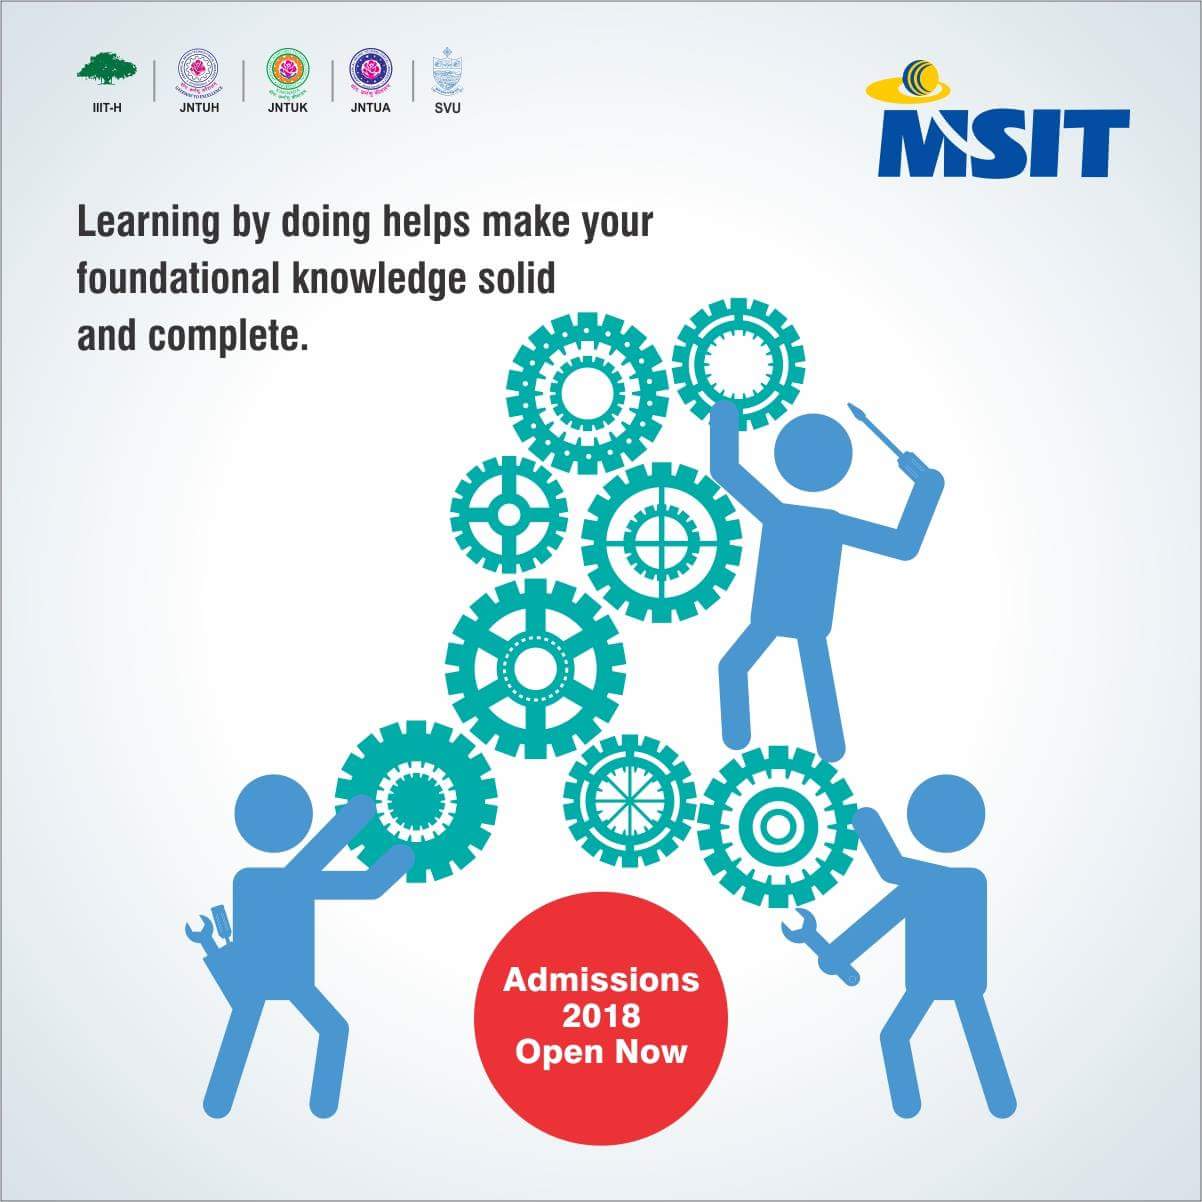 IIIT-H
JNTUH
JNTUK
JNTUA
SVU
MSIT
Learning by doing helps make your
foundational knowledge solid
and complete.
Admissions
2018
Open Now